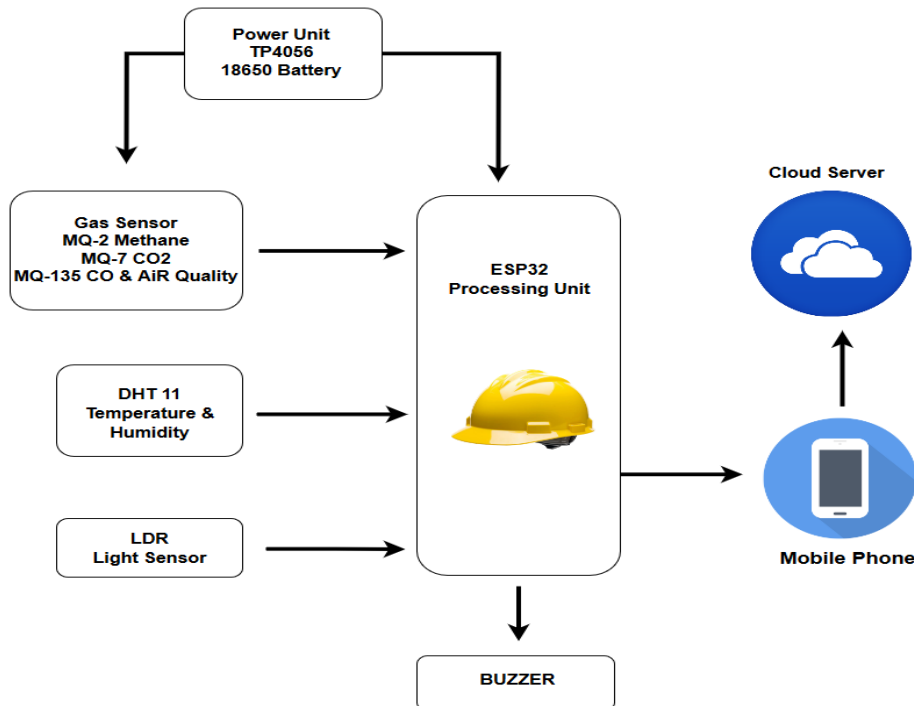 Power Unit
TP4056
18650 Battery
Cloud Server
Gas Sensor
MQ-2 Methane
MQ-7 CO2
MQ-135 CO & AiR Quality
ESP32
Processing Unit
DHT 11
Temperature &
Humidity
LDR
Light Sensor
Mobile Phone
BUZZER